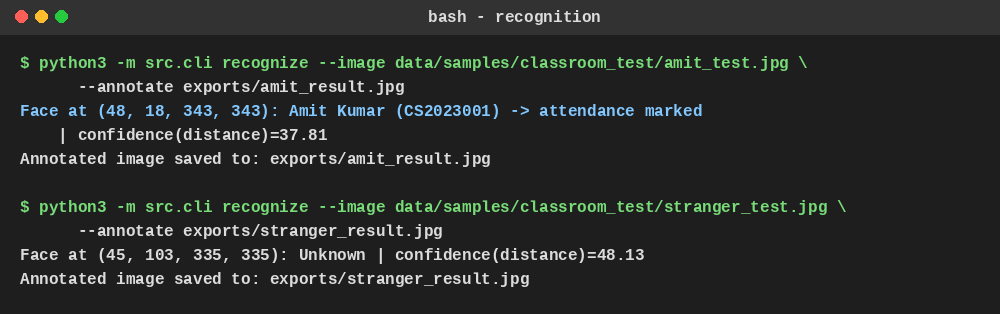 bash - recognition
$ python3 -m src.cli recognize --image data/samples/classroom_test/amit_test.jpg \
--annotate exports/amit_result.jpg
Face at (48, 18, 343, 343): Amit Kumar (CS2023001) -> attendance marked
| confidence(distance)=37.81
Annotated image saved to: exports/amit_result.jpg
$ python3 -m src.cli recognize --image data/samples/classroom_test/stranger_test.jpg \
--annotate exports/stranger_result.jpg
Face at (45, 103, 335, 335): Unknown | confidence(distance)=48.13
Annotated image saved to: exports/stranger_result.jpg